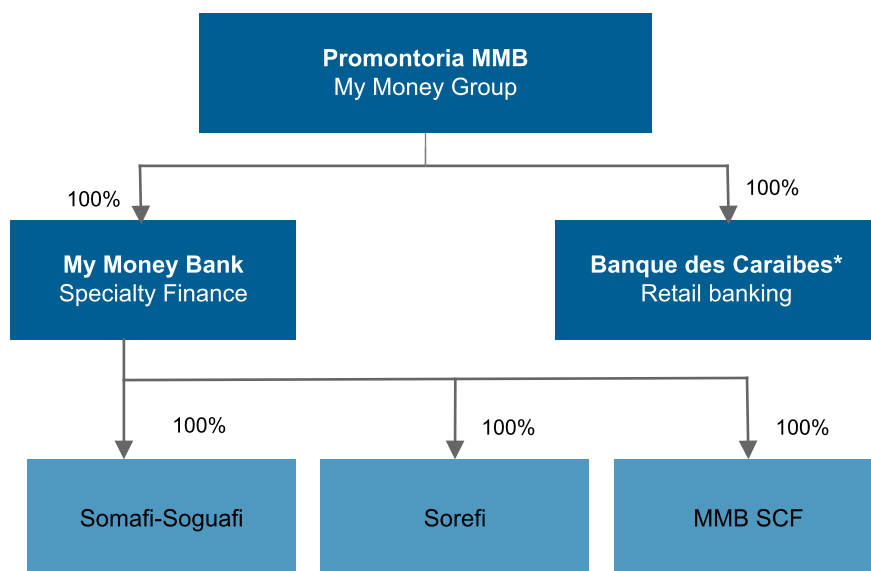 Promontoria MMB
My Money Group
100%
100%
My Money Bank
Specialty Finance
Banque des Caraibes*
Retail banking
100%
100%
100%
Somafi-Soguafi
Sorefi
MMB SCF